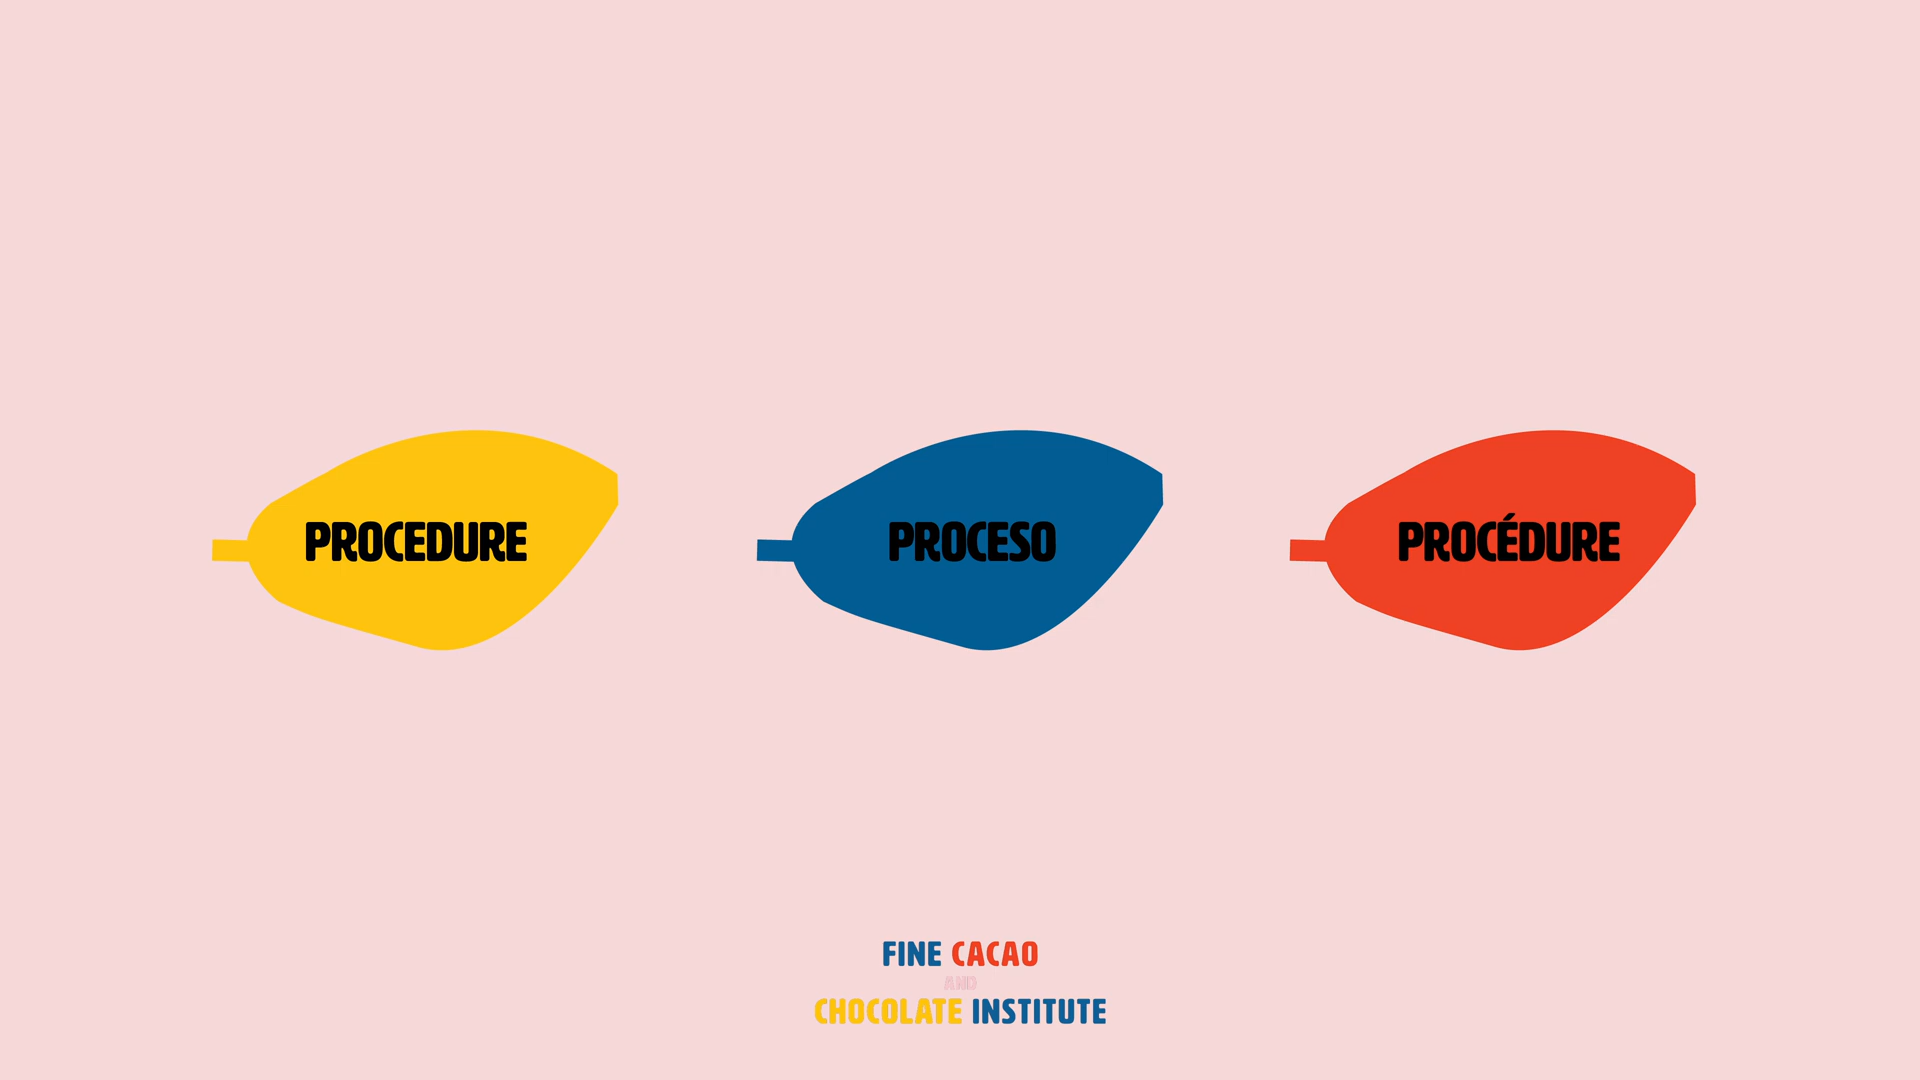 PROCEDURE
PROCESO
PROCÉDURE
FINE CACAO
AND
CHOCOLATE INSTITUTE